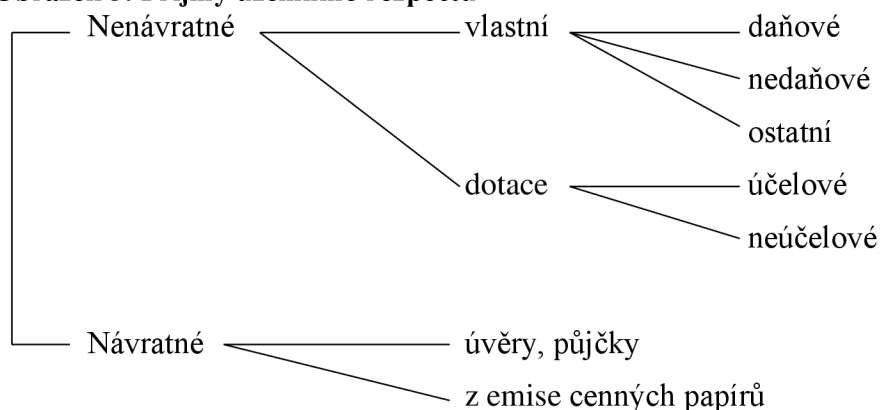 Nenávratné vlastní daňové
nedaňové
ostatní
dotace účelové
neúčelové
Návratné úvěry, půjčky
z emise cenných papírů